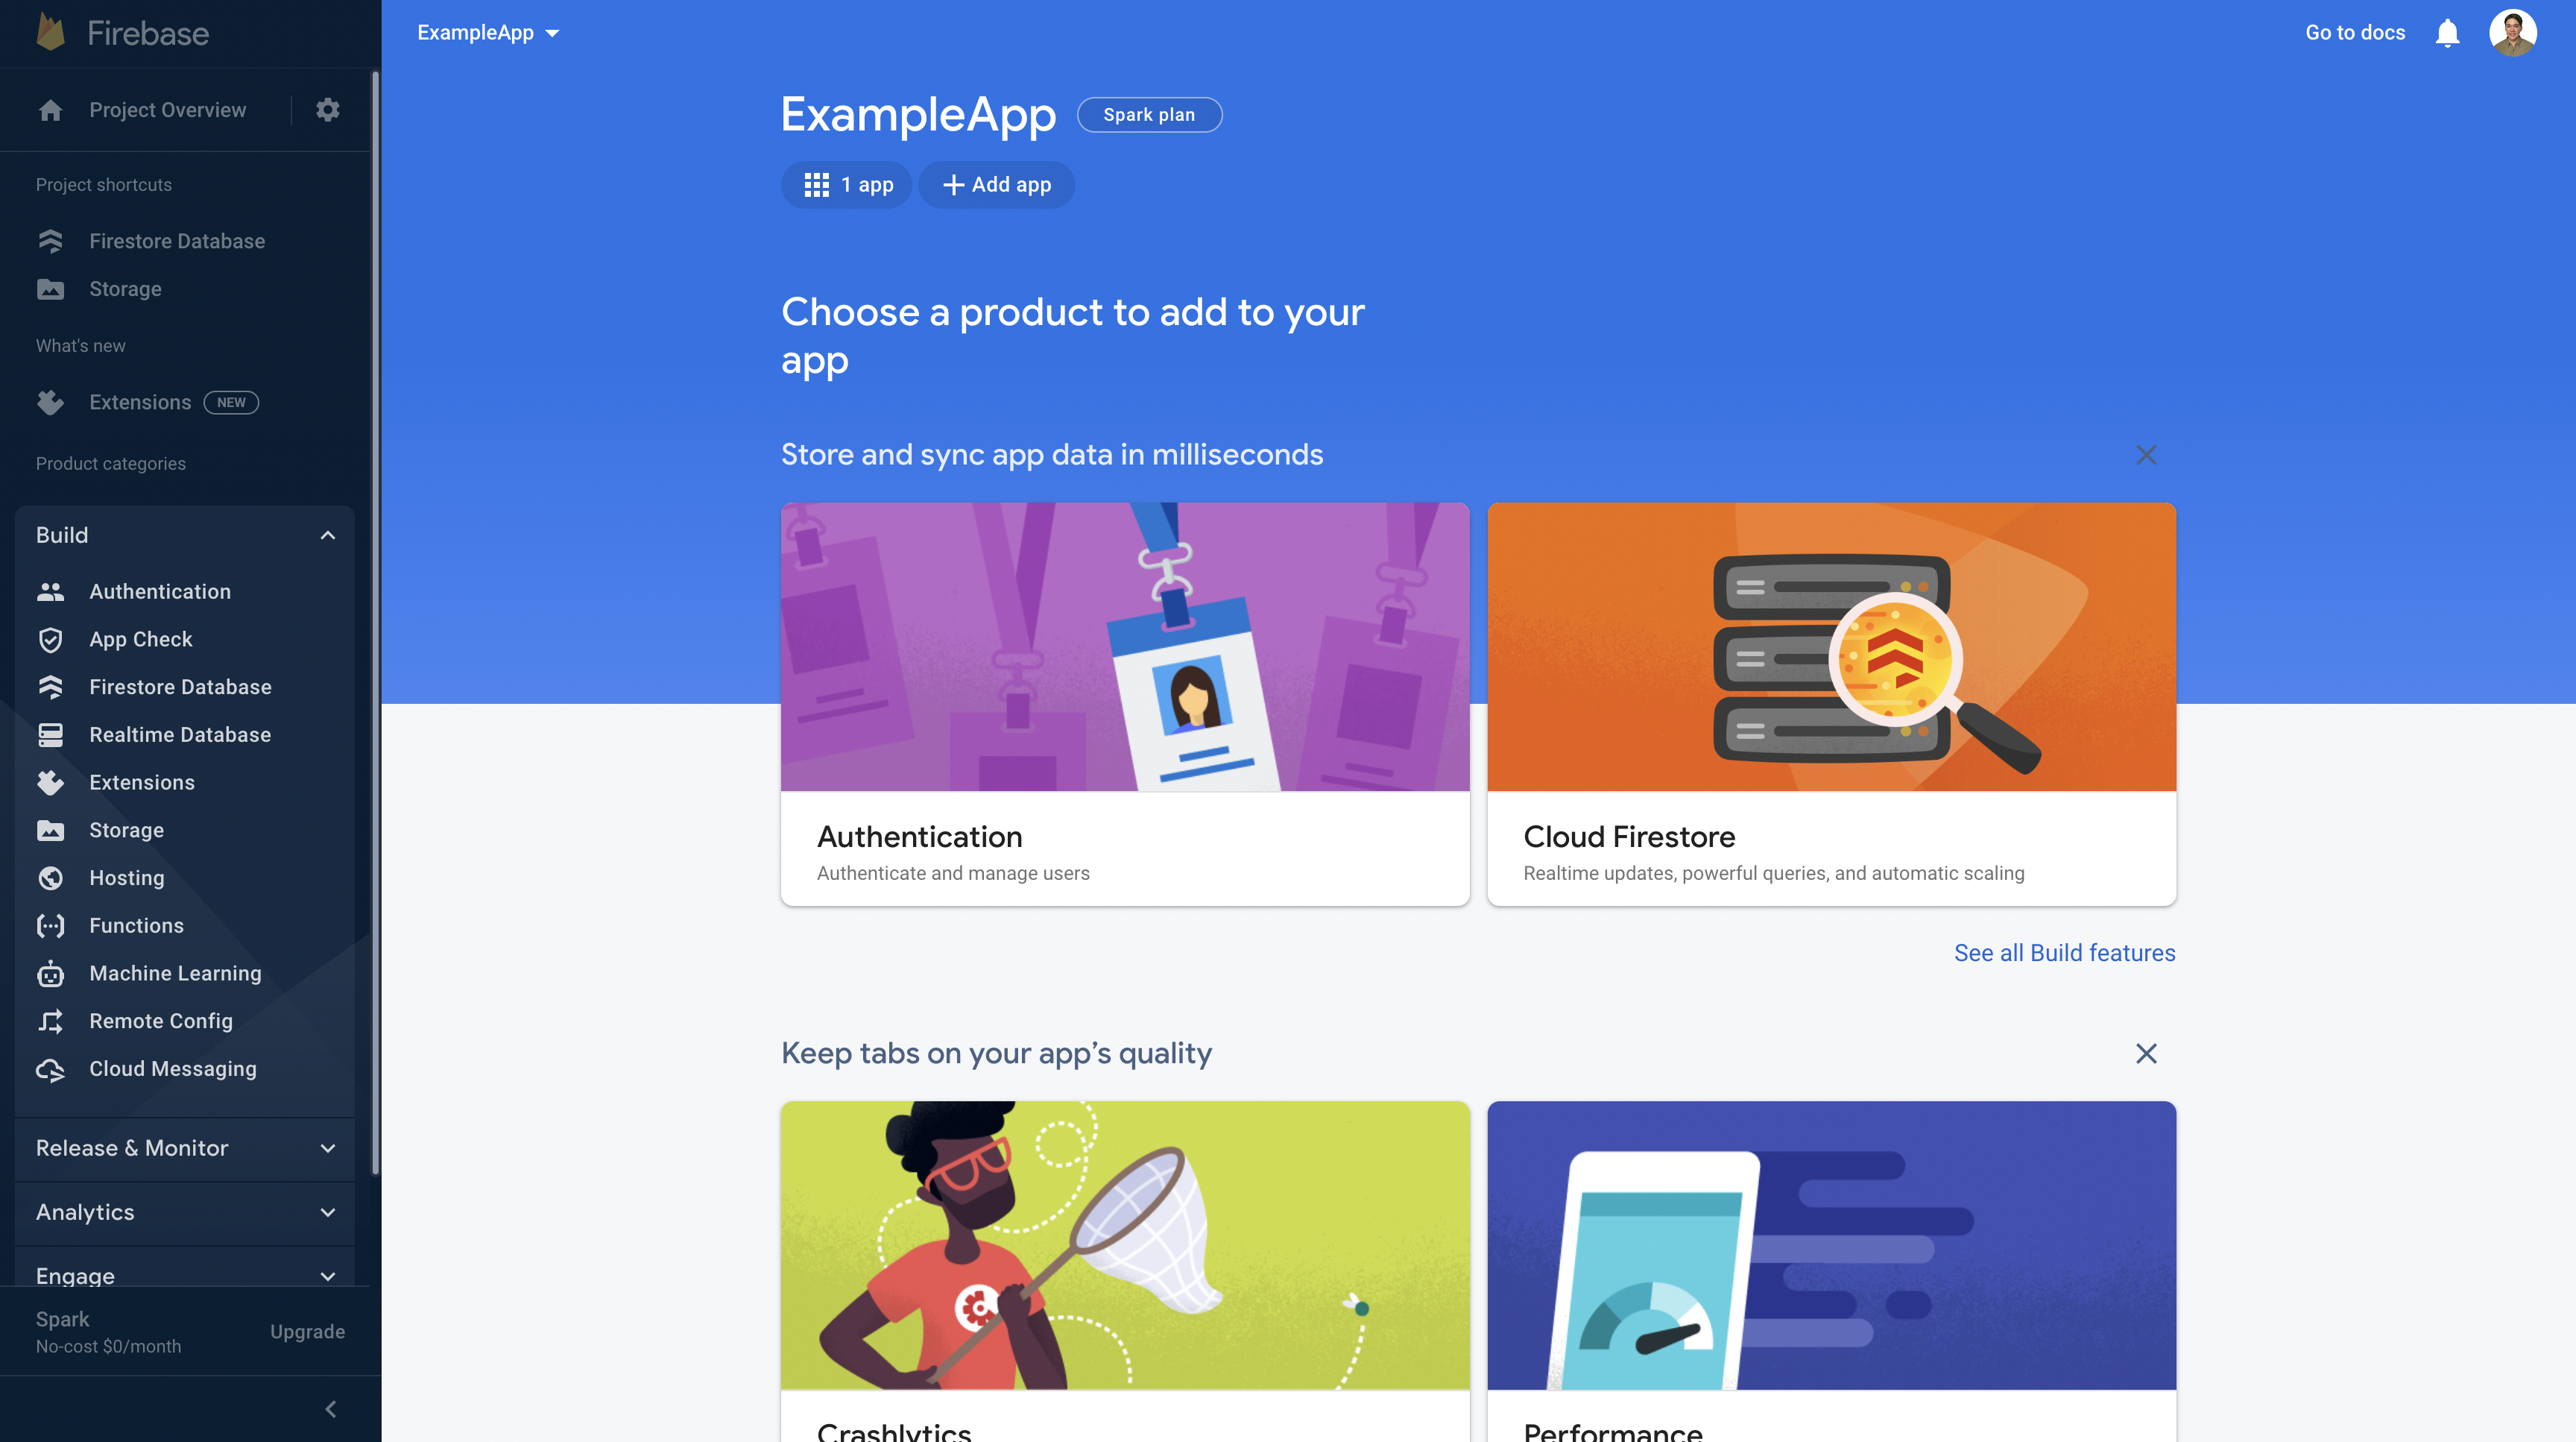 Firebase
Project Overview
Project shortcuts
Firestore Database
Storage
What's new
Extensions NEW
Product categories
Build
Authentication
App Check
Firestore Database
Realtime Database
Extensions
Storage
Hosting
Functions
Machine Learning
Remote Config
Cloud Messaging
Release & Monitor
Analytics
Engage
Spark
No-cost $0/month
Upgrade
ExampleApp
Go to docs
ExampleApp Spark plan
1 app
Add app
Choose a product to add to your
app
Store and sync app data in milliseconds
Authentication
Authenticate and manage users
Cloud Firestore
Realtime updates, powerful queries, and automatic scaling
See all Build features
Keep tabs on your app’s quality
Crashlytics
Performance